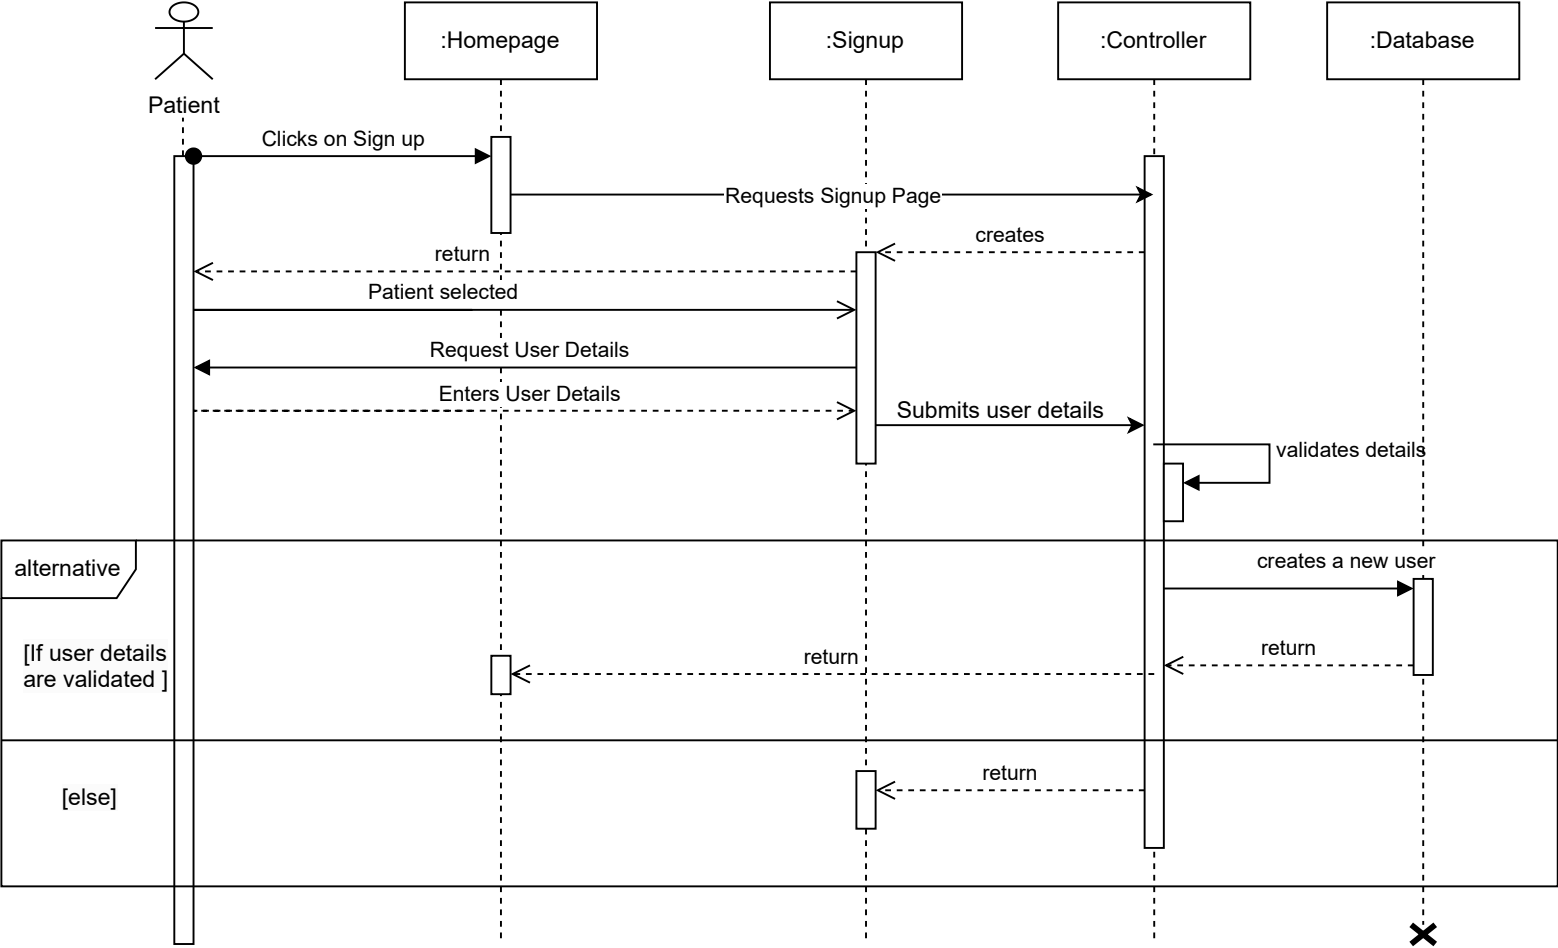 :Homepage
:Signup
:Controller
:Database
Patient
Clicks on Sign up
Requests Signup Page
creates
return
Patient selected
Request User Details
Enters User Details
Submits user details
validates details
alternative
creates a new user
[If user details
are validated ]
return
return
return
[else]